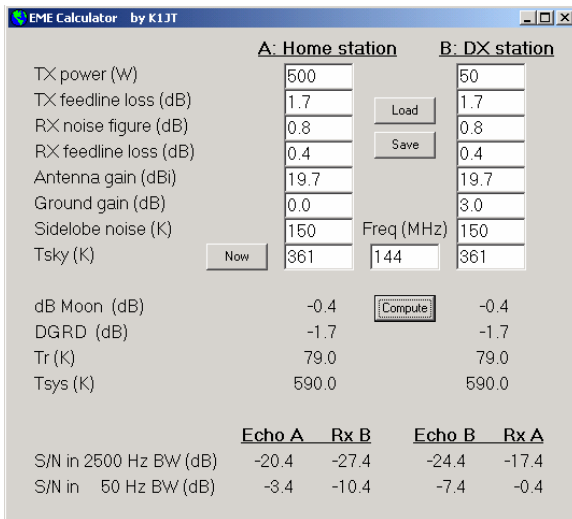 EME Calculator by K1JT
A: Home station B: DX station
TX power (W) 500 50
TX feedline loss (dB) 1.7 Load 1.7
RX noise figure (dB) 0.8 0.8
RX feedline loss (dB) 0.4 Save 0.4
Antenna gain (dBi) 19.7 19.7
Ground gain (dB) 0.0 3.0
Sidelobe noise (K) 150 Freq (MHz) 150
Tsky (K) Now 361 144 361
dB Moon (dB) -0.4 Compute -0.4
DGRD (dB) -1.7 -1.7
Tr (K) 79.0 79.0
Tsys (K) 590.0 590.0
Echo A Rx B Echo B Rx A
S/N in 2500 Hz BW (dB) -20.4 -27.4 -24.4 -17.4
S/N in 50 Hz BW (dB) -3.4 -10.4 -7.4 -0.4